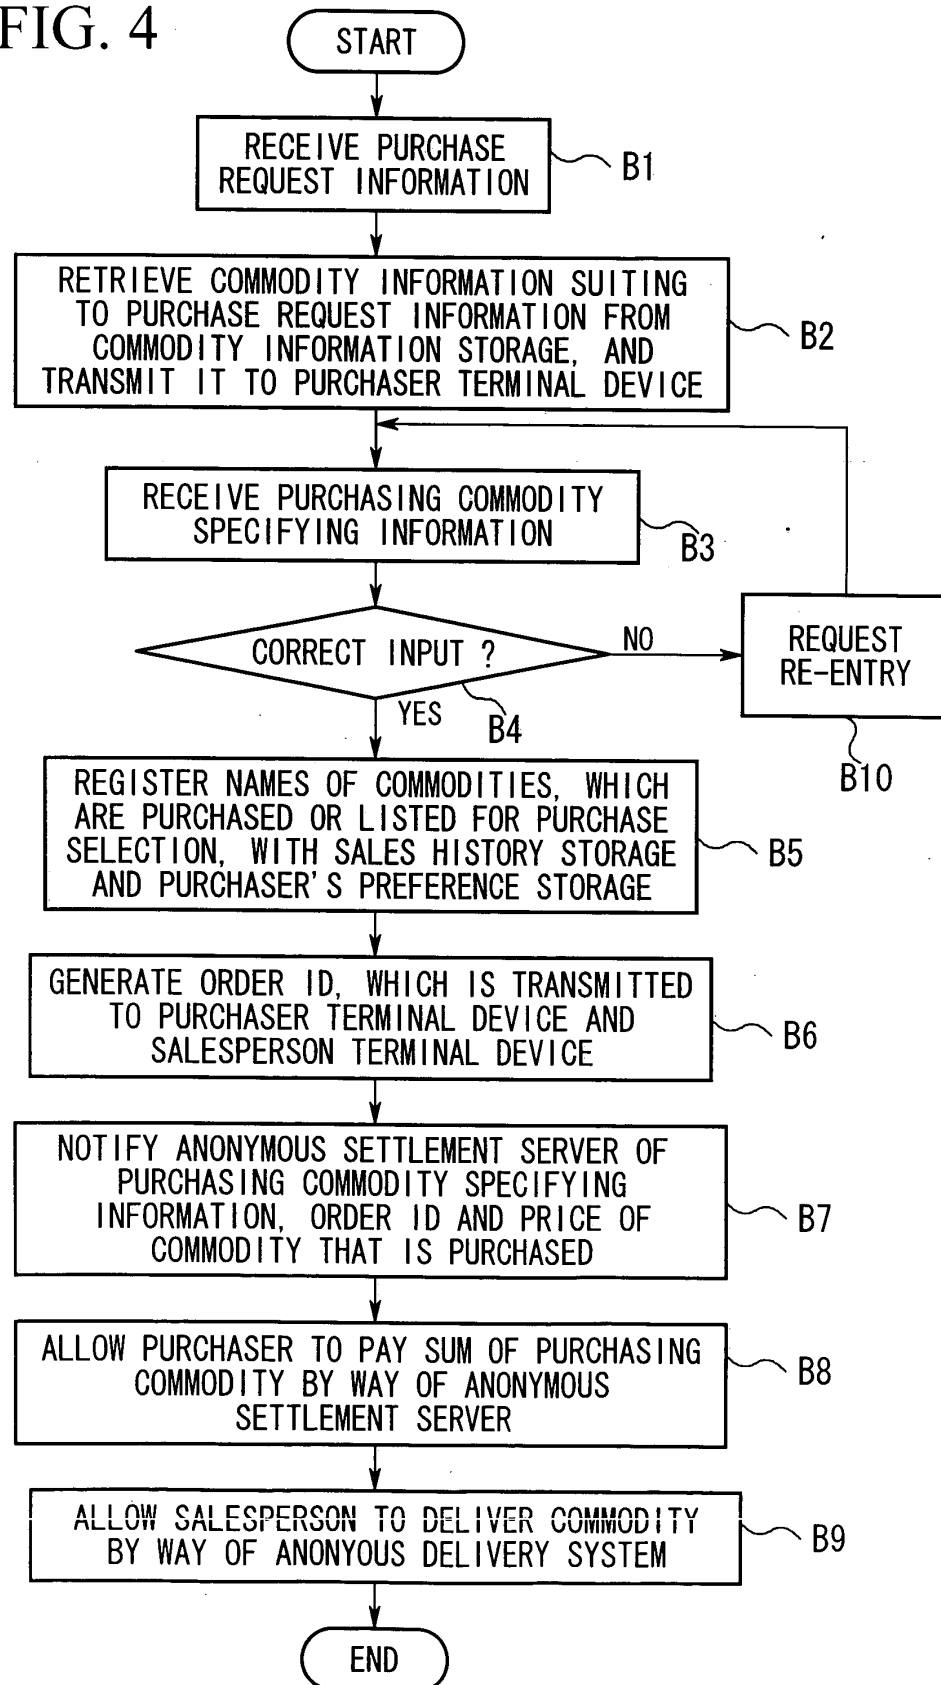 FIG. 4
START
RECEIVE PURCHASE
REQUEST INFORMATION
B1
RETRIEVE COMMODITY INFORMATION SUITING
TO PURCHASE REQUEST INFORMATION FROM
COMMODITY INFORMATION STORAGE, AND
TRANSMIT IT TO PURCHASER TERMINAL DEVICE
B2
RECEIVE PURCHASING COMMODITY
SPECIFYING INFORMATION
B3
CORRECT INPUT ?
NO
REQUEST
RE-ENTRY
YES
B4
B10
REGISTER NAMES OF COMMODITIES, WHICH
ARE PURCHASED OR LISTED FOR PURCHASE
SELECTION, WITH SALES HISTORY STORAGE
AND PURCHASER'S PREFERENCE STORAGE
B5
GENERATE ORDER ID, WHICH IS TRANSMITTED
TO PURCHASER TERMINAL DEVICE AND
SALESPERSON TERMINAL DEVICE
B6
NOTIFY ANONYMOUS SETTLEMENT SERVER OF
PURCHASING COMMODITY SPECIFYING
INFORMATION, ORDER ID AND PRICE OF
COMMODITY THAT IS PURCHASED
B7
ALLOW PURCHASER TO PAY SUM OF PURCHASING
COMMODITY BY WAY OF ANONYMOUS
SETTLEMENT SERVER
B8
ALLOW SALESPERSON TO DELIVER COMMODITY
BY WAY OF ANONYOUS DELIVERY SYSTEM
B9
END